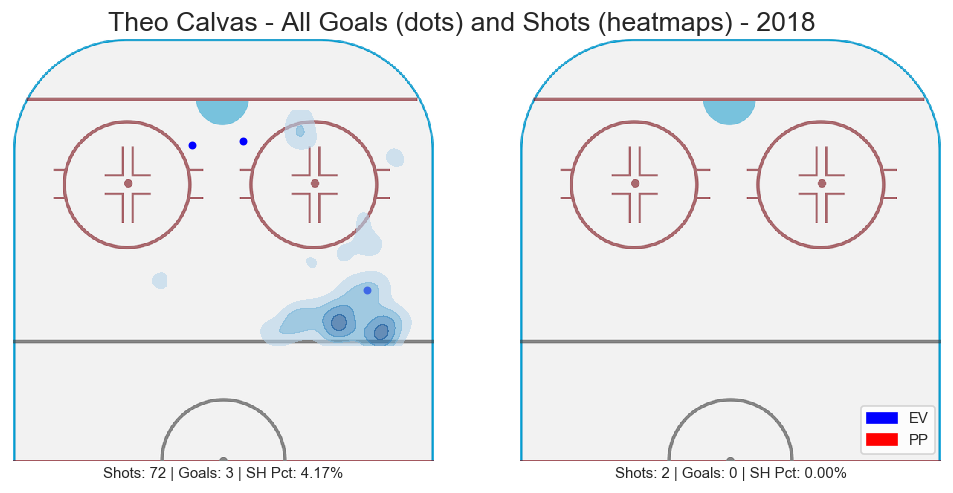 Theo Calvas - All Goals (dots) and Shots (heatmaps) - 2018
EV
PP
Shots: 72 | Goals: 3 | SH Pct: 4.17%
Shots: 2 | Goals: 0 | SH Pct: 0.00%